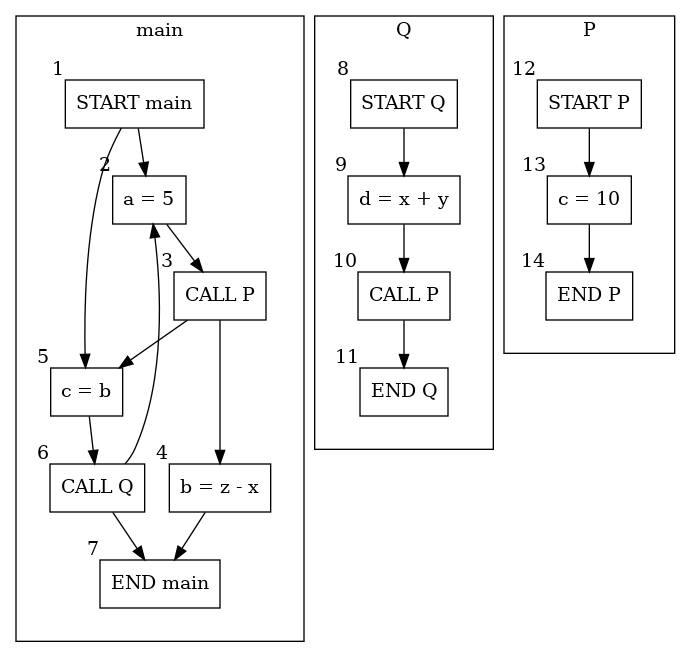 main
1
START main
2
a = 5
3
CALL P
5
c = b
6
CALL Q
4
b = z - x
7
END main
Q
8
START Q
9
d = x + y
10
CALL P
11
END Q
P
12
START P
13
c = 10
14
END P